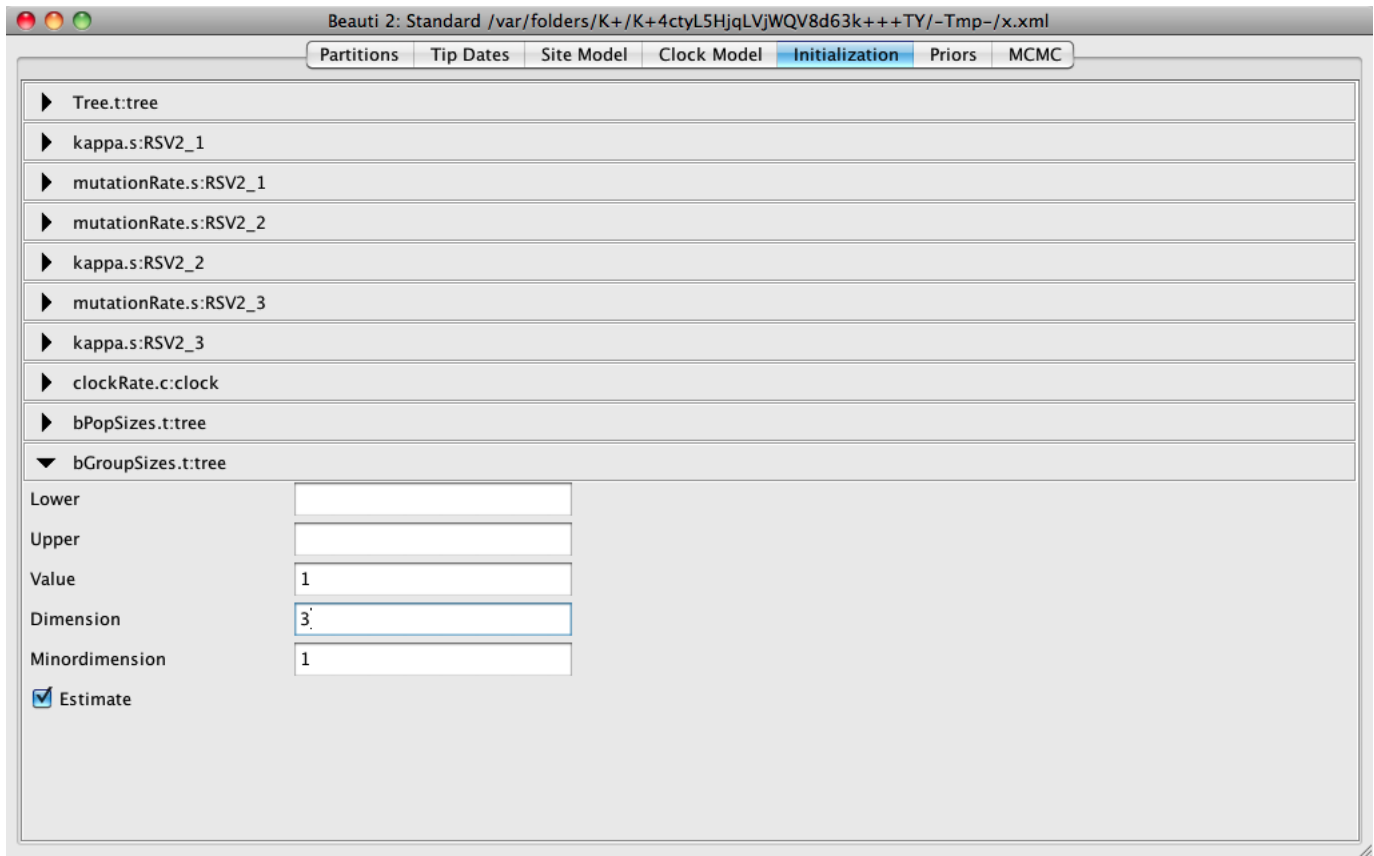 Beauti 2: Standard /var/folders/K+/K+4ctyL5HjqLVjWQV8d63k+++TY/-Tmp-/x.xml
Partitions Tip Dates Site Model Clock Model Initialization Priors MCMC
Tree.t:tree
kappa.s:RSV2_1
mutationRate.s:RSV2_1
mutationRate.s:RSV2_2
kappa.s:RSV2_2
mutationRate.s:RSV2_3
kappa.s:RSV2_3
clockRate.c:clock
bPopSizes.t:tree
bGroupSizes.t:tree
Lower
Upper
Value 1
Dimension 3
Minordimension 1
Estimate